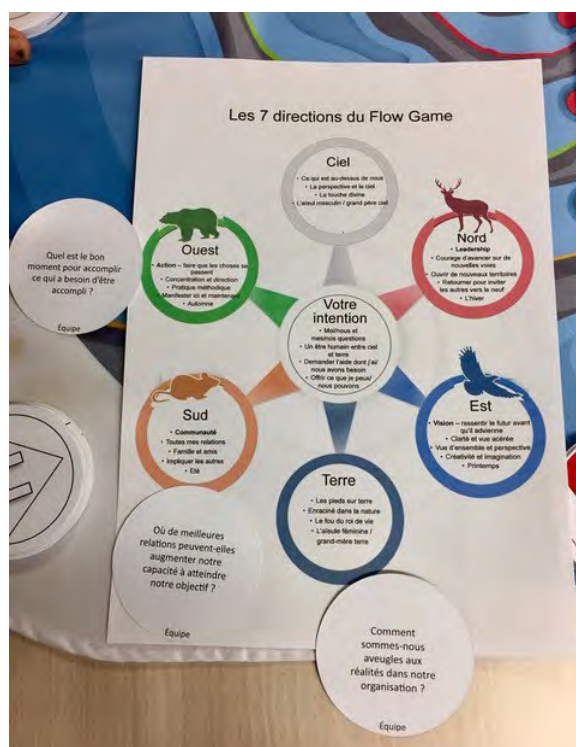 Les 7 directions du Flow Game
Ciel
• Ce qui est au-dessus de nous
• La perspective et le ciel
• La touche divine
• L'aïeul masculin / grand père ciel
Ouest
• Action – faire que les choses se
passent
• Concentration et direction
• Pratique méthodique
• Manifester ici et maintenant
• Automne
Nord
• Leadership
• Courage d'avancer sur de
nouvelles voies
• Ouvrir de nouveaux territoires
• Retourner pour inviter
les autres vers le neuf
• L'hiver
Votre
intention
• Moi/nous et
mes/nos questions
• Un être humain entre ciel
et terre
• Demander l'aide dont j'ai/
nous avons besoin
• Offrir ce que je peux/
nous pouvons
Sud
• Communauté
• Toutes mes relations
• Famille et amis
• Impliquer les autres
• Eté
Est
• Vision – ressentir le futur avant
qu'il advienne
• Clarté et vue acérée
• Vue d'ensemble et perspective
• Créativité et imagination
• Printemps
Terre
• Les pieds sur terre
• Enraciné dans la nature
• Le fou du roi de vie
• L'aïeule féminine /
grand-mère terre
Quel est le bon
moment pour accomplir
ce qui a besoin d'être
accompli ?
Équipe
Où de meilleures
relations peuvent-elles
augmenter notre
capacité à atteindre
notre objectif ?
Équipe
Comment
sommes-nous
aveugles aux
réalités dans notre
organisation ?
Équipe